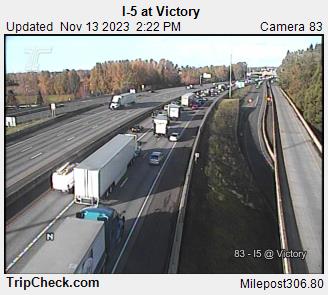 I-5 at Victory
Updated Nov 13 2023 2:22 PM Camera 83
N
83 - I5 @ Victory
TripCheck.com Milepost306.80